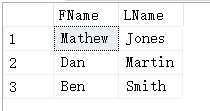 FName LName
1 Mathew Jones
2 Dan Martin
3 Ben Smith